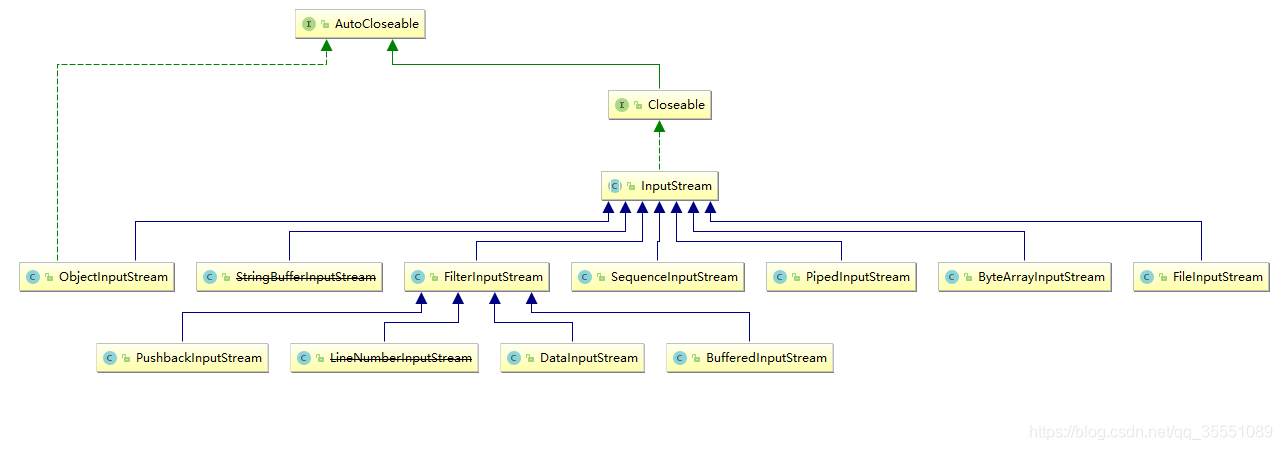 I AutoCloseable
I Closeable
C InputStream
C ObjectInputStream
C StringBufferInputStream
C FilterInputStream
C SequenceInputStream
C PipedInputStream
C ByteArrayInputStream
C FileInputStream
C PushbackInputStream
C LineNumberInputStream
C DataInputStream
C BufferedInputStream
https://blog.csdn.net/qq_35551089